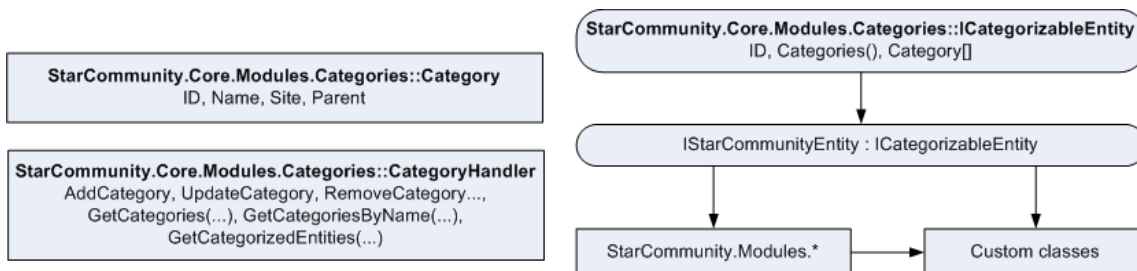 StarCommunity.Core.Modules.Categories::Category
ID, Name, Site, Parent
StarCommunity.Core.Modules.Categories::CategoryHandler
AddCategory, UpdateCategory, RemoveCategory...,
GetCategories(...), GetCategoriesByName(...),
GetCategorizedEntities(...)
StarCommunity.Core.Modules.Categories::ICategorizableEntity
ID, Categories(), Category[]
IStarCommunityEntity : ICategorizableEntity
StarCommunity.Modules.*
Custom classes